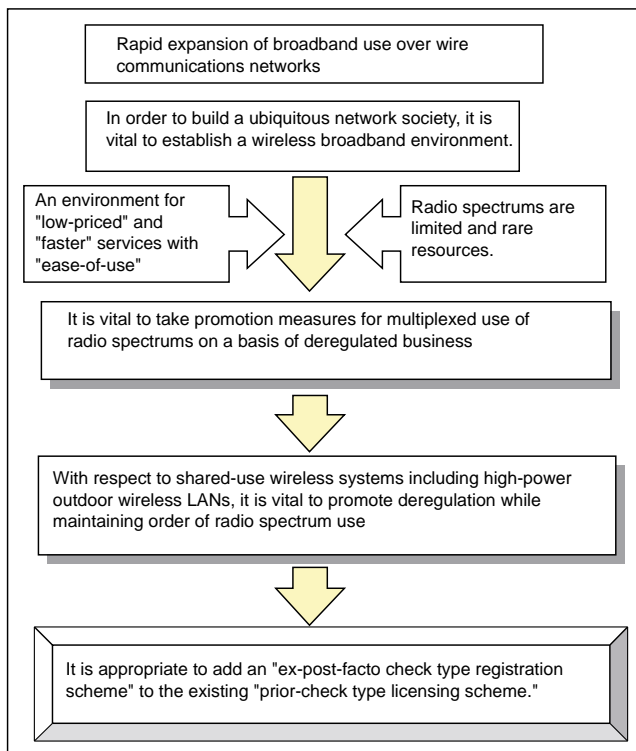 Rapid expansion of broadband use over wire
communications networks
In order to build a ubiquitous network society, it is
vital to establish a wireless broadband environment.
An environment for
"low-priced" and
"faster" services with
"ease-of-use"
Radio spectrums are
limited and rare
resources.
It is vital to take promotion measures for multiplexed use of
radio spectrums on a basis of deregulated business
With respect to shared-use wireless systems including high-power
outdoor wireless LANs, it is vital to promote deregulation while
maintaining order of radio spectrum use
It is appropriate to add an "ex-post-facto check type registration
scheme" to the existing "prior-check type licensing scheme."